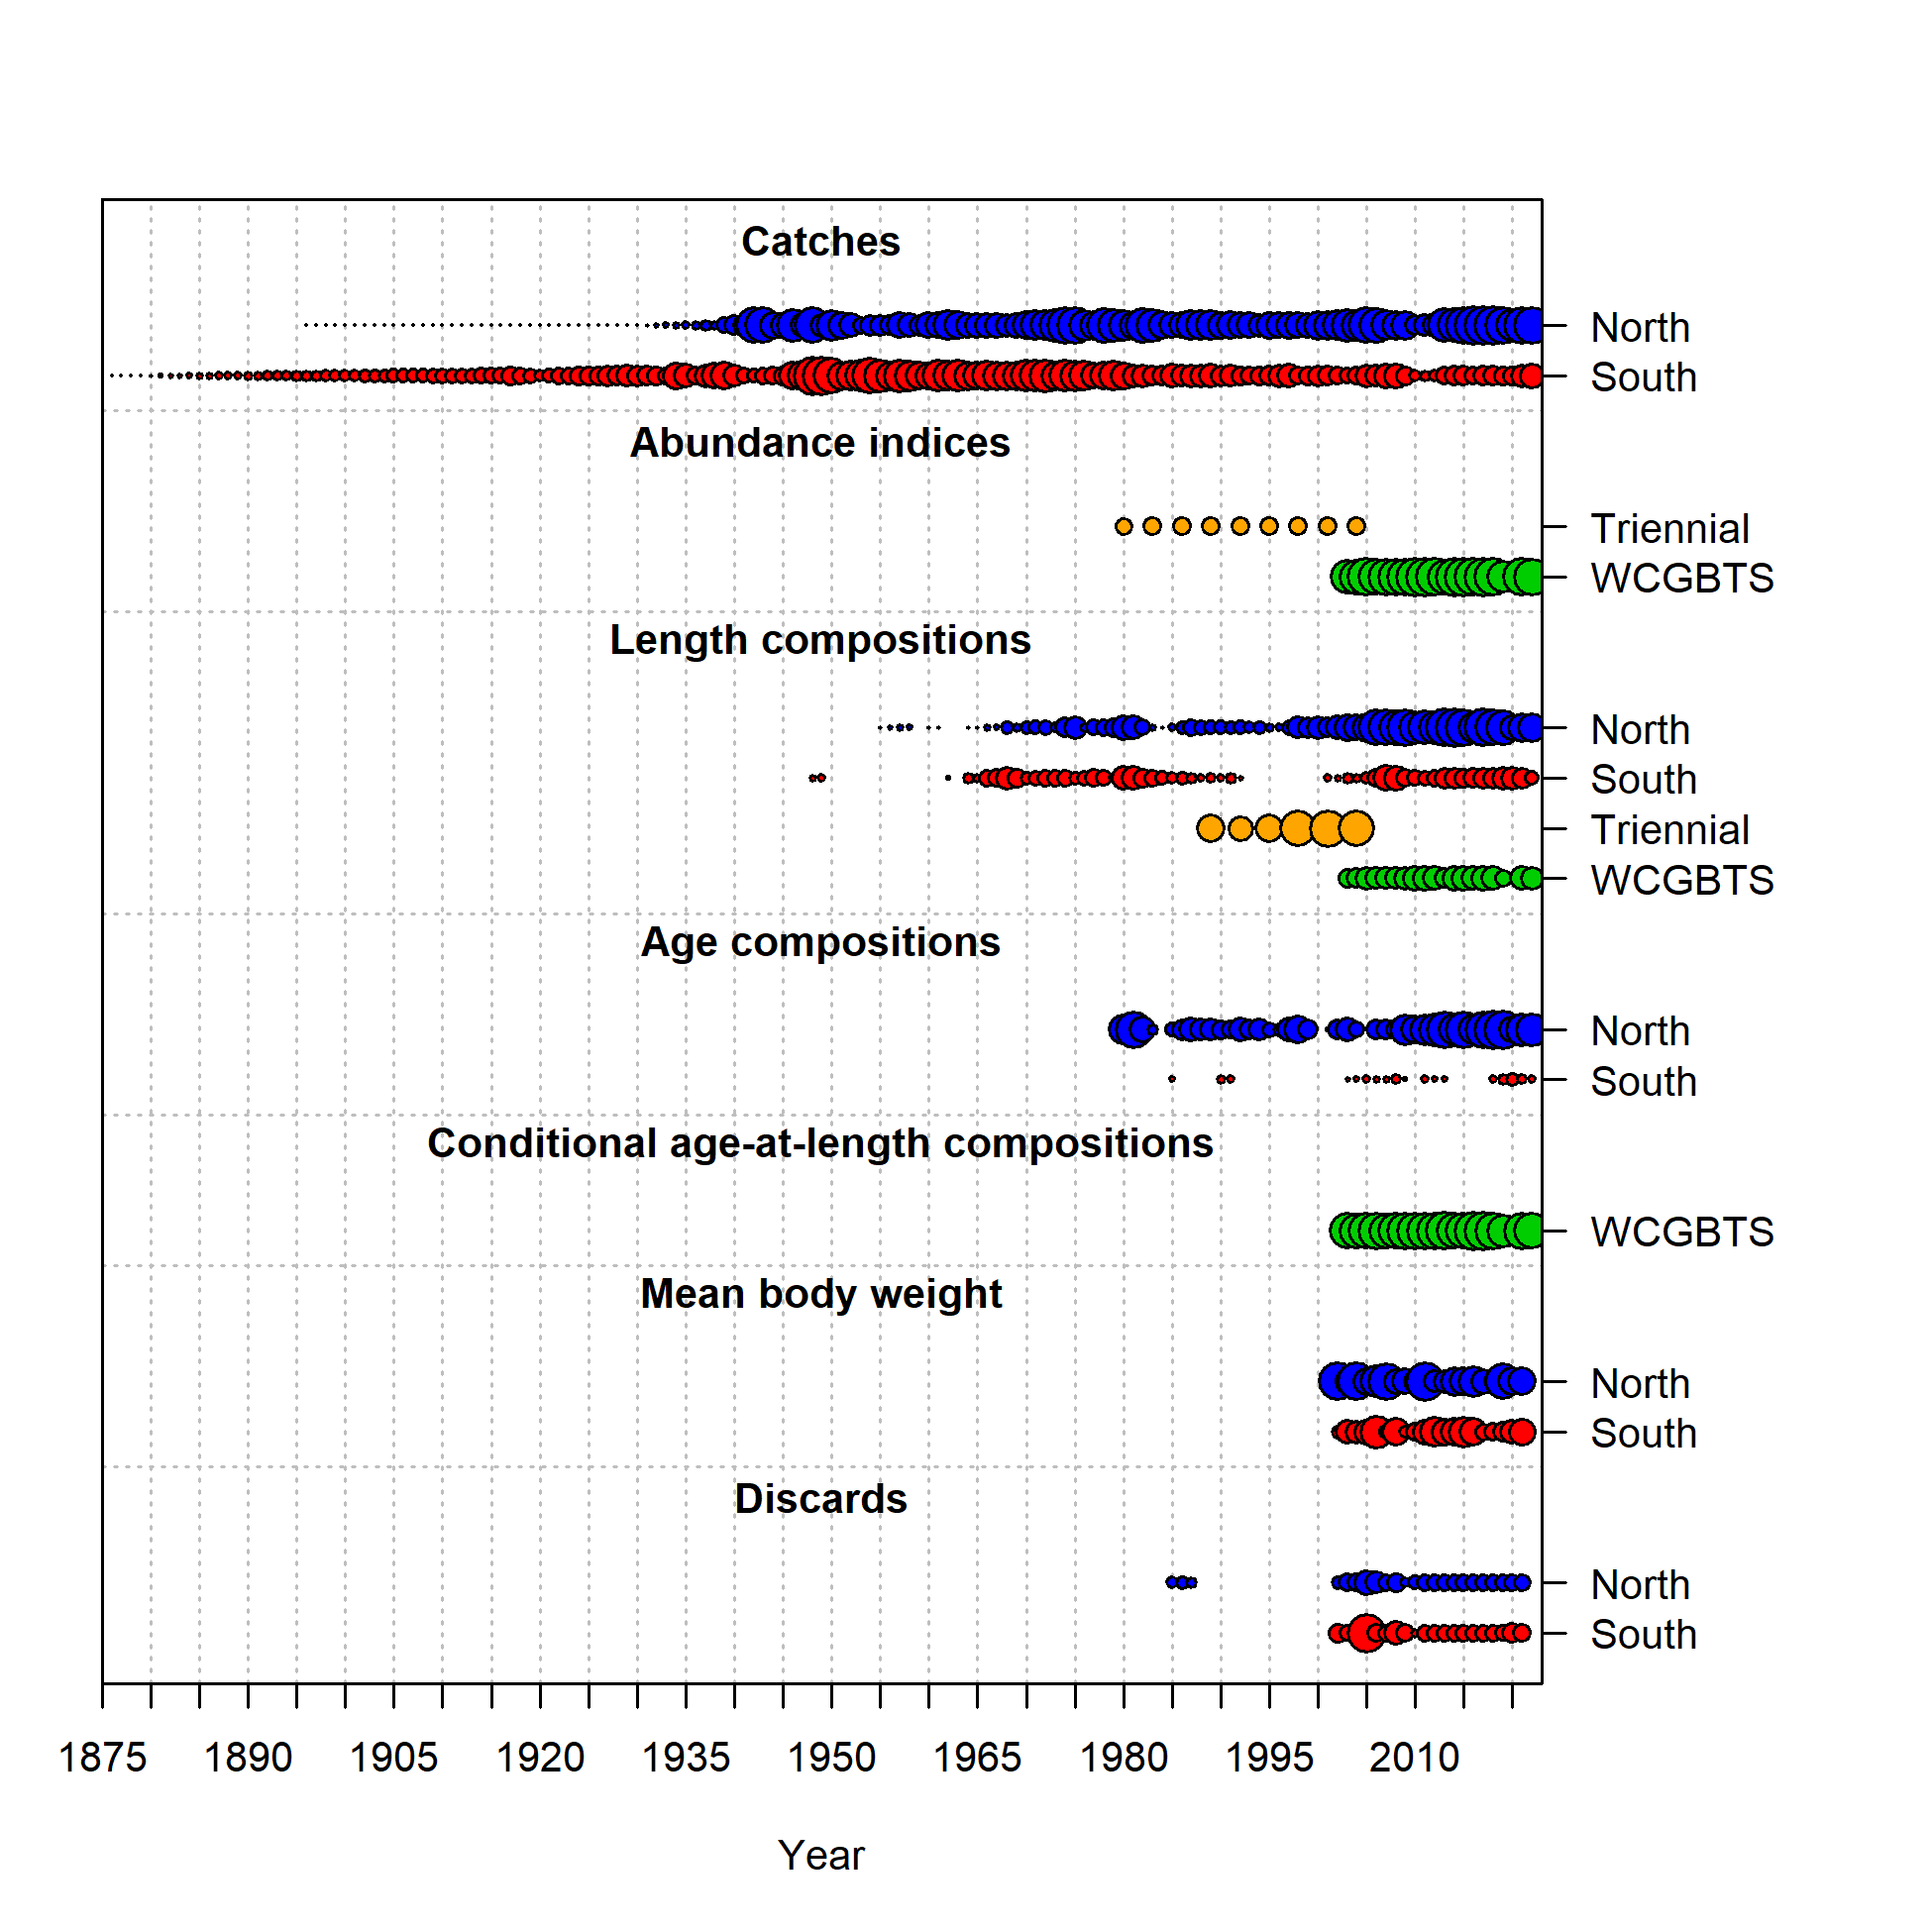 Catches
North
South
Abundance indices
Triennial
WCGBTS
Length compositions
North
South
Triennial
WCGBTS
Age compositions
North
South
Conditional age-at-length compositions
WCGBTS
Mean body weight
North
South
Discards
North
South
1875 1890 1905 1920 1935 1950 1965 1980 1995 2010
Year